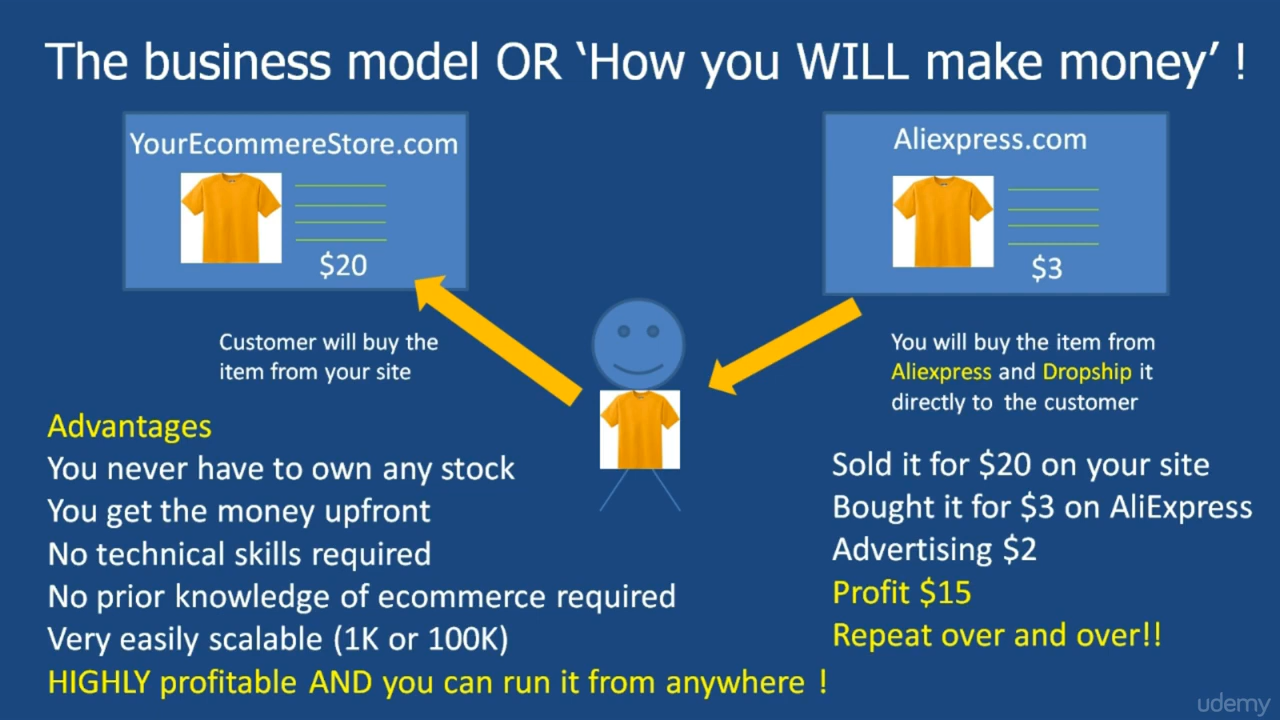 The business model OR ‘How you WILL make money’ !
YourEcommereStore.com
$20
Aliexpress.com
$3
Customer will buy the
item from your site
You will buy the item from
Aliexpress and Dropship it
directly to the customer
Advantages
You never have to own any stock
You get the money upfront
No technical skills required
No prior knowledge of ecommerce required
Very easily scalable (1K or 100K)
HIGHLY profitable AND you can run it from anywhere !
Sold it for $20 on your site
Bought it for $3 on AliExpress
Advertising $2
Profit $15
Repeat over and over!!
udemy